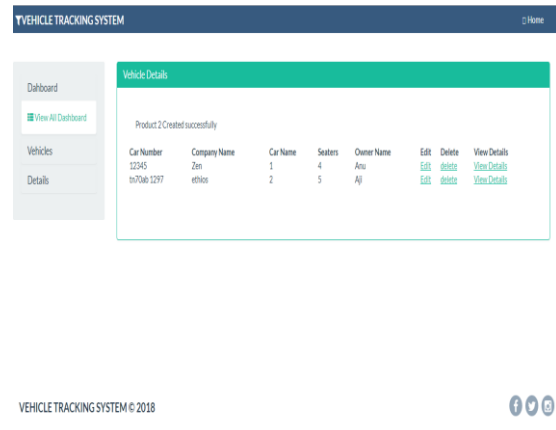 VEHICLE TRACKING SYSTEM Home
Dahboard
View All Dashboard
Vehicles
Details
Vehicle Details
Product 2 Created successfully
Car Number Company Name Car Name Seaters Owner Name Edit Delete View Details
12345 Zen 1 4 Anu Edit delete View Details
tn70ab 1297 ethios 2 5 Aji Edit delete View Details
VEHICLE TRACKING SYSTEM © 2018